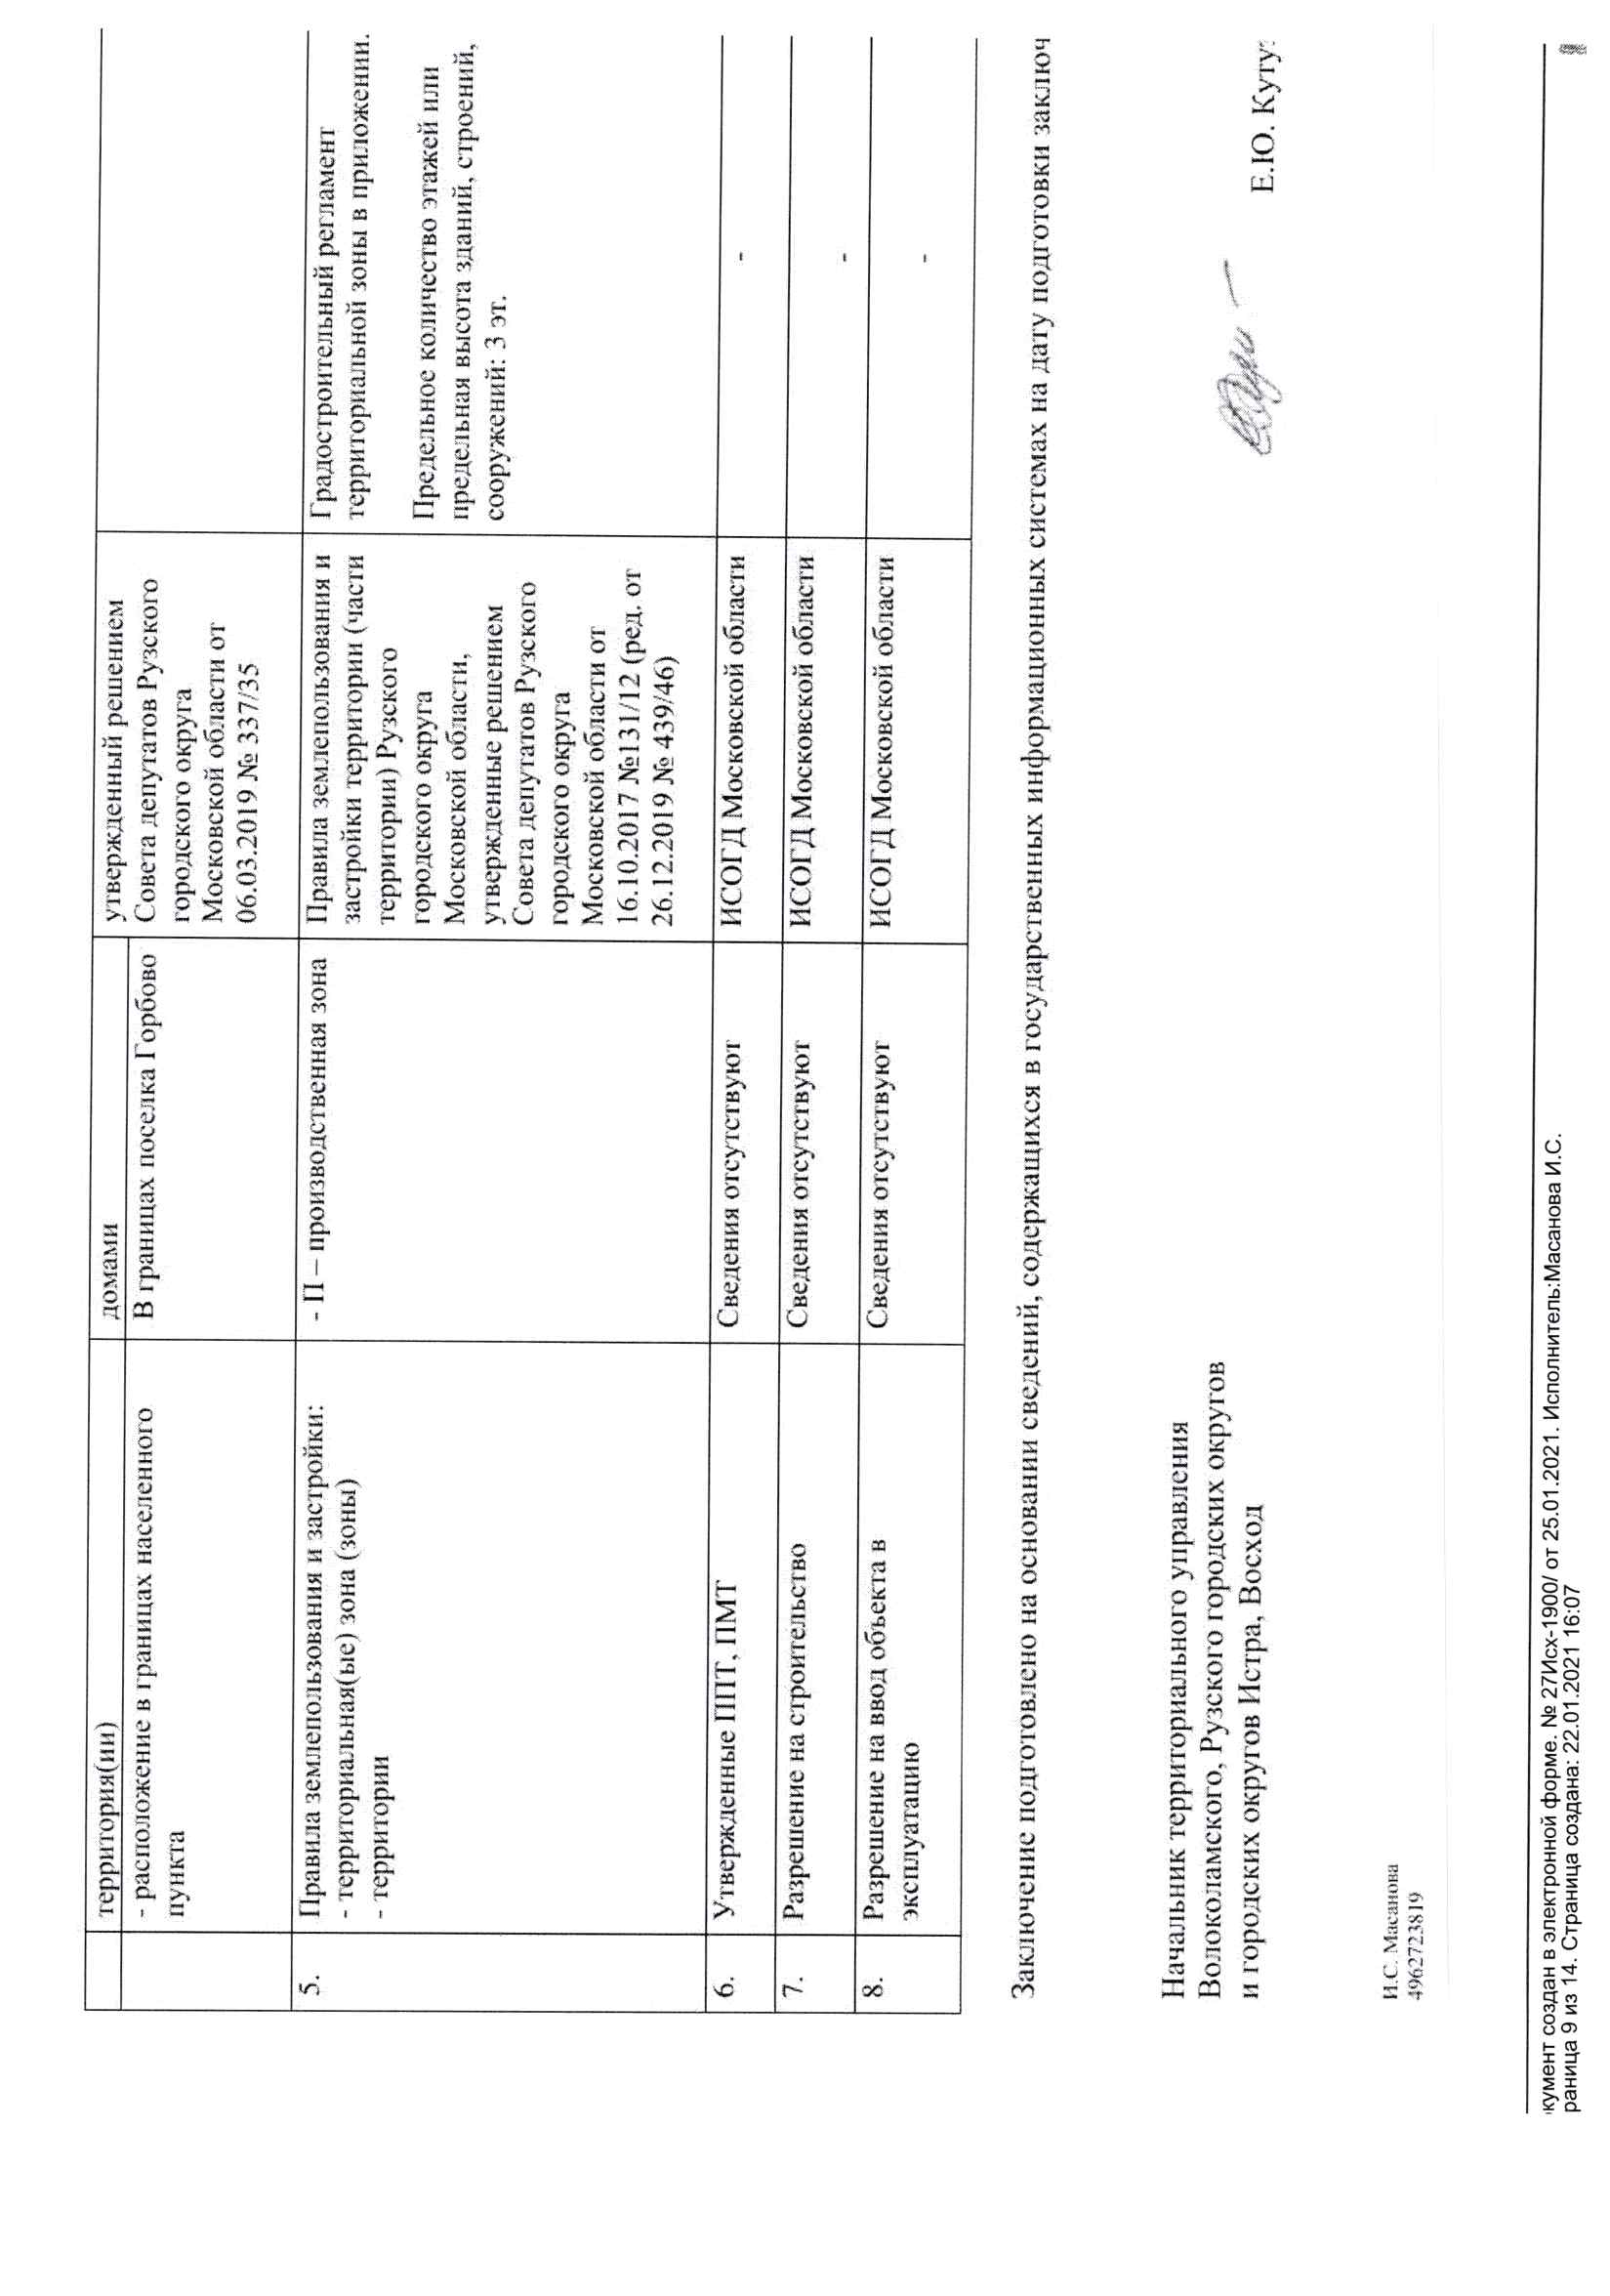 территория(ии)
домами
утвержденный решением
Совета депутатов Рузского
городского округа
Московской области от
06.03.2019 № 337/35
- расположение в границах населенного
пункта
В границах поселка Горбово
5.
Правила землепользования и застройки:
- территориальная(ые) зона (зоны)
- территории
- П – производственная зона
Правила землепользования и
застройки территории (части
территории) Рузского
городского округа
Московской области,
утвержденные решением
Совета депутатов Рузского
городского округа
Московской области от
16.10.2017 №131/12 (ред. от
26.12.2019 № 439/46)
Градостроительный регламент
территориальной зоны в приложении.
Предельное количество этажей или
предельная высота зданий, строений,
сооружений: 3 эт.
6.
Утвержденные ППТ, ПМТ
Сведения отсутствуют
ИСОГД Московской области
-
7.
Разрешение на строительство
Сведения отсутствуют
ИСОГД Московской области
-
8.
Разрешение на ввод объекта в
эксплуатацию
Сведения отсутствуют
ИСОГД Московской области
-
Заключение подготовлено на основании сведений, содержащихся в государственных информационных системах на дату подготовки заключ
Начальник территориального управления
Волоколамского, Рузского городских округов
и городских округов Истра, Восход
Е.Ю. Куту
И.С. Масанова
4962723819
кумент создан в электронной форме. № 27Исх-1900/ от 25.01.2021. Исполнитель:Масанова И.С.
раница 9 из 14. Страница создана: 22.01.2021 16:07